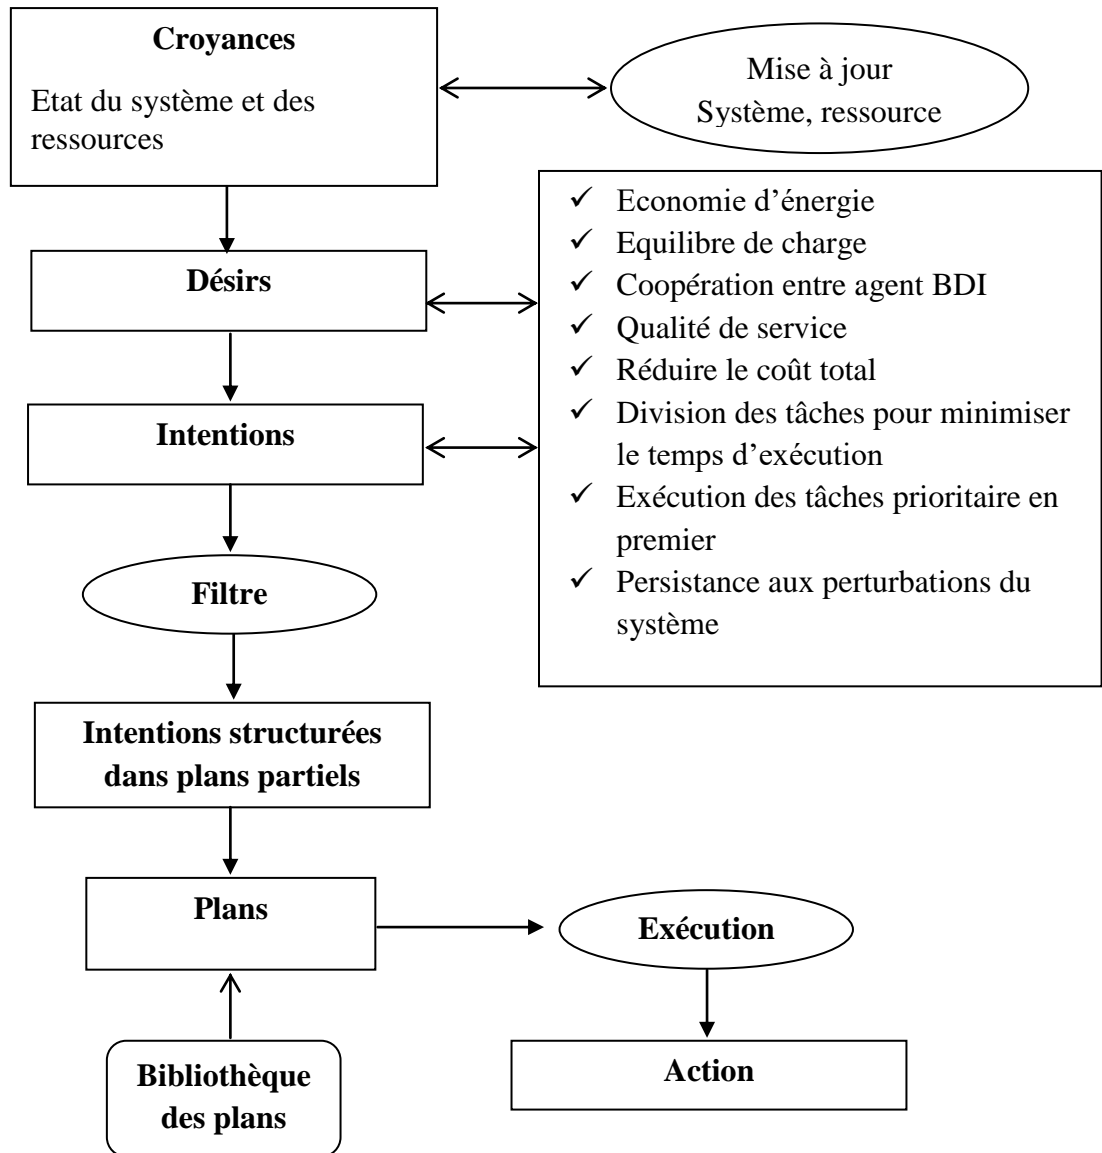 Croyances
Etat du système et des
ressources
Mise à jour
Système, ressource
Désirs
Intentions
✓ Economie d’énergie
✓ Equilibre de charge
✓ Coopération entre agent BDI
✓ Qualité de service
✓ Réduire le coût total
✓ Division des tâches pour minimiser
le temps d’exécution
✓ Exécution des tâches prioritaire en
premier
✓ Persistance aux perturbations du
système
Filtre
Intentions structurées
dans plans partiels
Plans
Exécution
Bibliothèque
des plans
Action